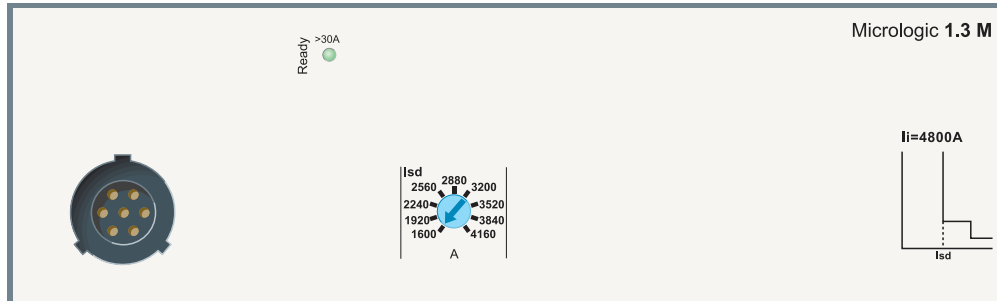 Micrologic 1.3 M
Ready
>30A
Ii=4800A
Isd
2880
2560
3200
2240
3520
1920
3840
1600
4160
A
Isd